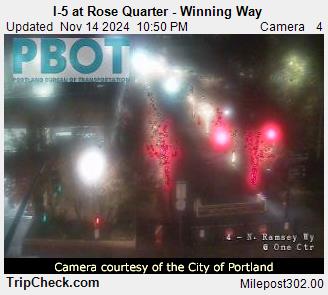 I-5 at Rose Quarter - Winning Way
Updated Nov 14 2024 10:50 PM Camera 4
PBOT
PORTLAND BUREAU OF TRANSPORTATION
4 - N. Ramsey Wy
@ One Ctr
Camera courtesy of the City of Portland
TripCheck.com Milepost302.00